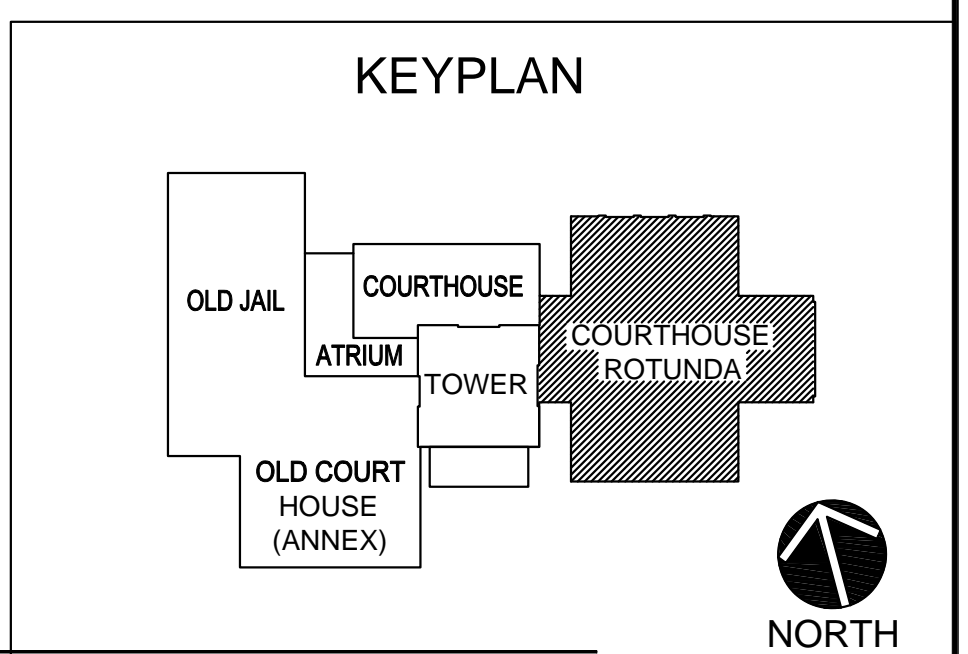 KEYPLAN
OLD JAIL
COURTHOUSE
ATRIUM
TOWER
COURTHOUSE
ROTUNDA
OLD COURT
HOUSE
(ANNEX)
NORTH